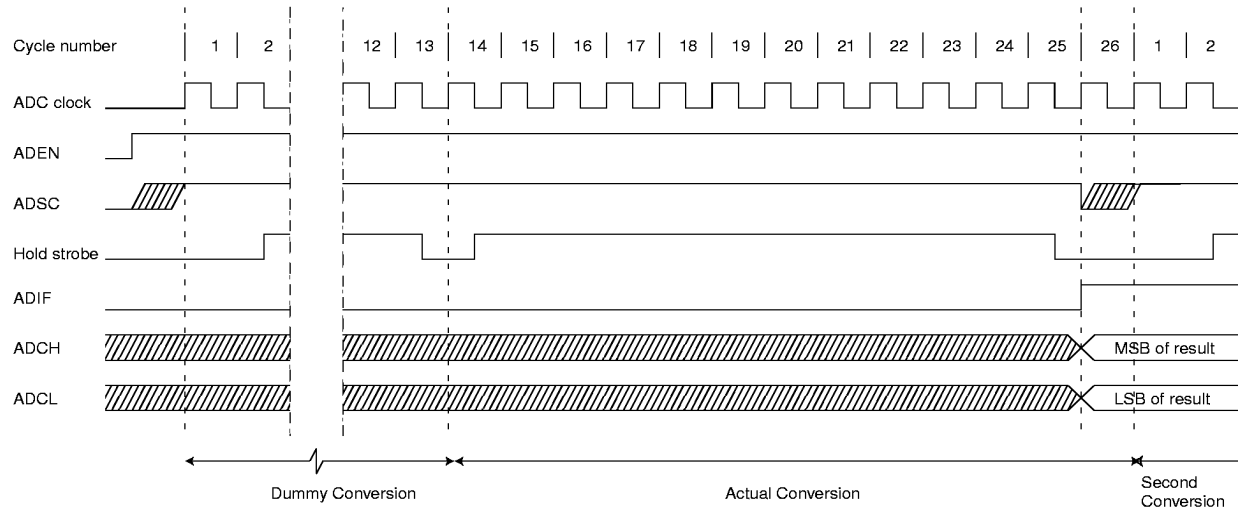 Cycle number 1 2 12 13 14 15 16 17 18 19 20 21 22 23 24 25 26 1 2
ADC clock
ADEN
ADSC
Hold strobe
ADIF
ADCH MSB of result
ADCL LSB of result
Dummy Conversion Actual Conversion Second
Conversion